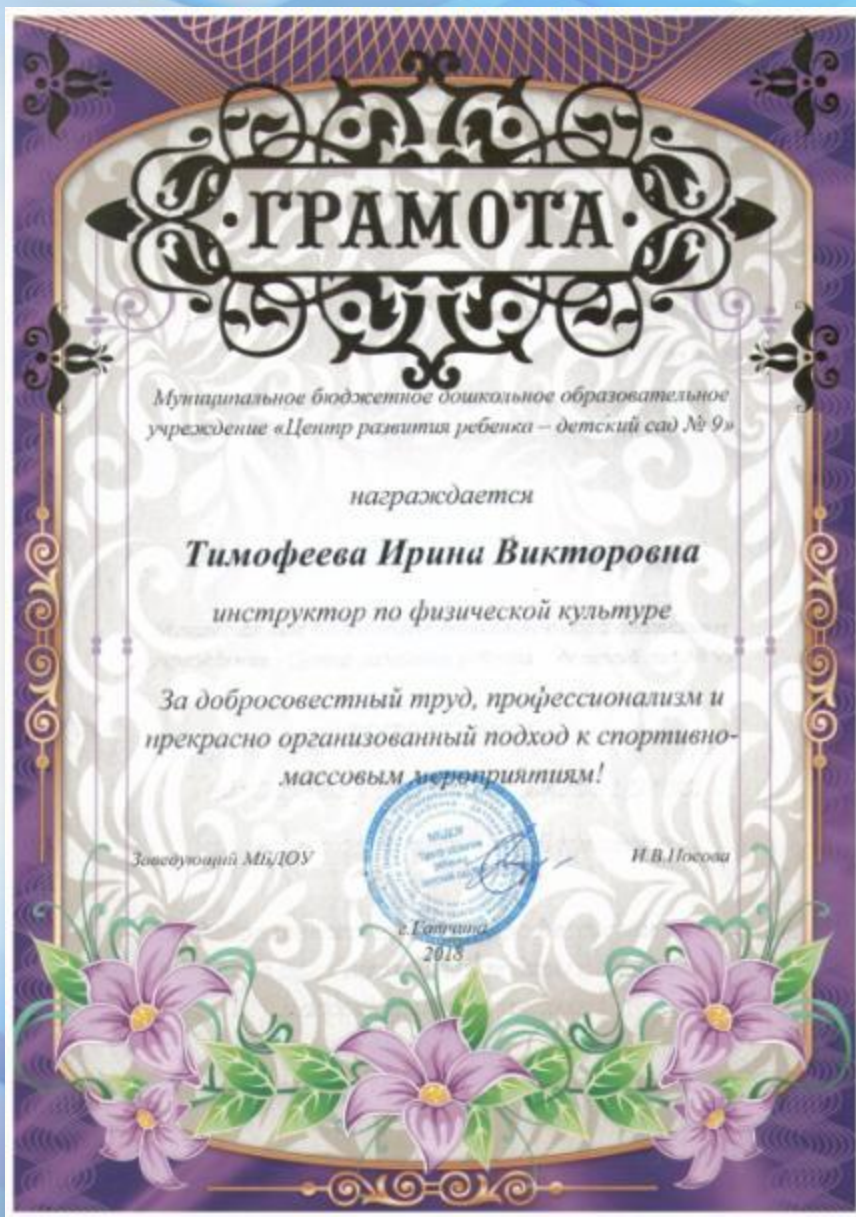 ГРАМОТА
Муниципальное бюджетное дошкольное образовательное
учреждение «Центр развития ребенка – детский сад № 9»
награждается
Тимофеева Ирина Викторовна
инструктор по физической культуре
За добросовестный труд, профессионализм и
прекрасно организованный подход к спортивно-
массовым мероприятиям!
Заведующий МБДОУ
И.В.Носова
МБДОУ
г.Гатчина
2018